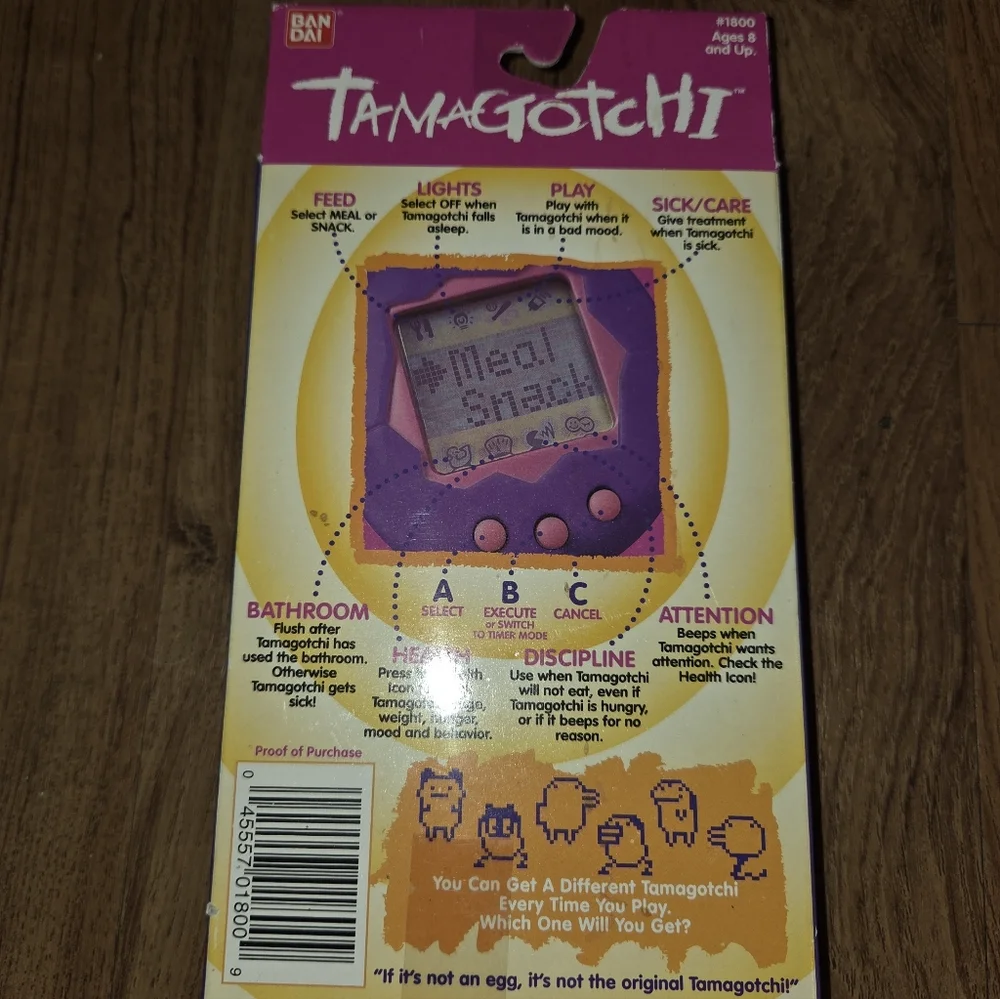 BAN
DAI
#1800
Ages 8
and Up.
TAMAGOTCHI™
FEED
Select MEAL or
SNACK.
LIGHTS
Select OFF when
Tamagotchi falls
asleep.
PLAY
Play with
Tamagotchi when it
is in a bad mood.
SICK/CARE
Give treatment
when Tamagotchi
is sick.
Meal
Snack
A
SELECT
B
EXECUTE
or SWITCH
TO TIMER MODE
C
CANCEL
BATHROOM
Flush after
Tamagotchi has
used the bathroom.
Otherwise
Tamagotchi gets
sick!
HEALTH
Press
Icon
weight, hunger,
mood and behavior.
DISCIPLINE
Use when Tamagotchi
will not eat, even if
Tamagotchi is hungry,
or if it beeps for no
reason.
ATTENTION
Beeps when
Tamagotchi wants
attention. Check the
Health Icon!
Proof of Purchase
0 45557 01800 9
You Can Get A Different Tamagotchi
Every Time You Play.
Which One Will You Get?
"If it's not an egg, it's not the original Tamagotchi!"